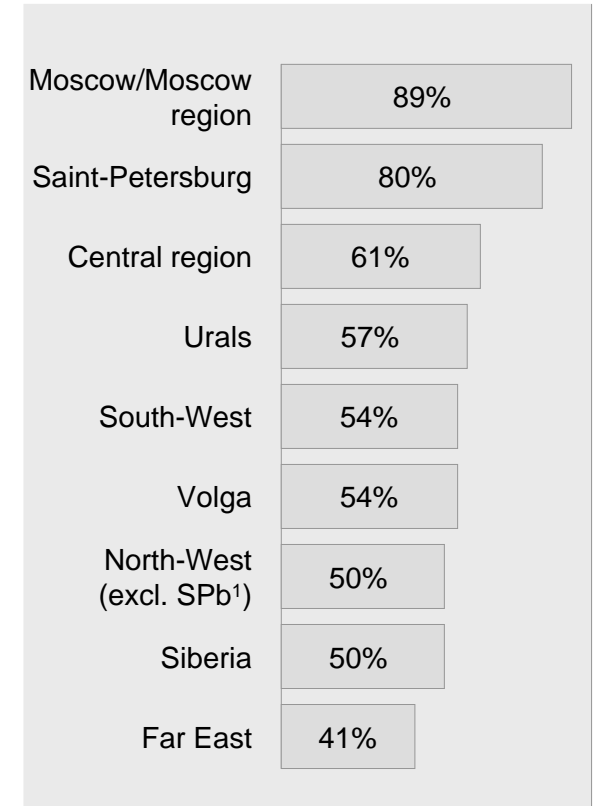 Moscow/Moscow
region
89%
Saint-Petersburg
80%
Central region
61%
Urals
57%
South-West
54%
Volga
54%
North-West
(excl. SPb¹)
50%
Siberia
50%
Far East
41%